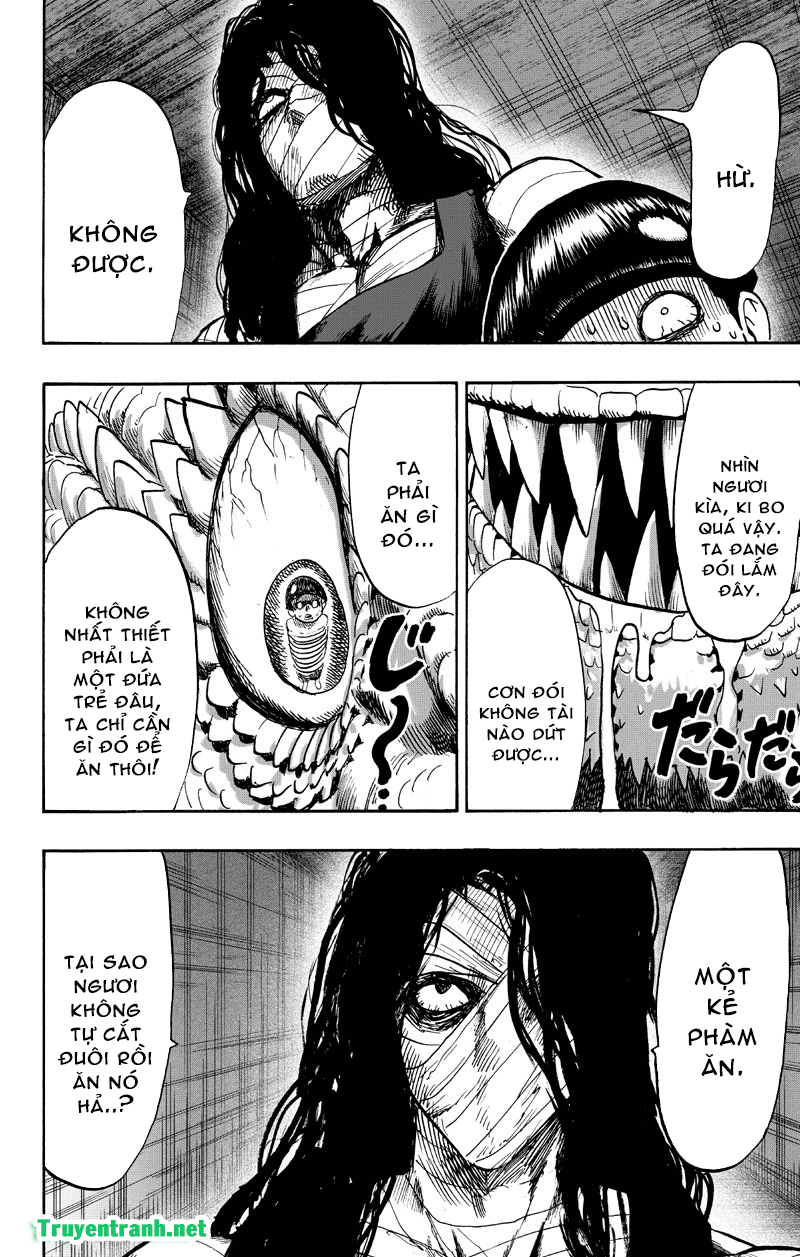 HỪ.
KHÔNG
ĐƯỢC.
NHÌN
NGƯƠI
KÌA, KI BO
QUÁ VẬY.
TA ĐANG
ĐÓI LẮM
ĐÂY.
CƠN ĐÓI
KHÔNG TÀI
NÀO DỨT
ĐƯỢC...
だらだら
TA
PHẢI
ĂN GÌ
ĐÓ...
KHÔNG
NHẤT THIẾT
PHẢI LÀ
MỘT ĐỨA
TRẺ ĐÂU,
TA CHỈ CẦN
GÌ ĐÓ ĐỂ
ĂN THÔI!
じ〜
MỘT
KẺ
PHÀM
ĂN.
TẠI SAO
NGƯƠI
KHÔNG
TỰ CẮT
ĐUÔI RỒI
ĂN NÓ
HẢ..?
Truyentranh.net